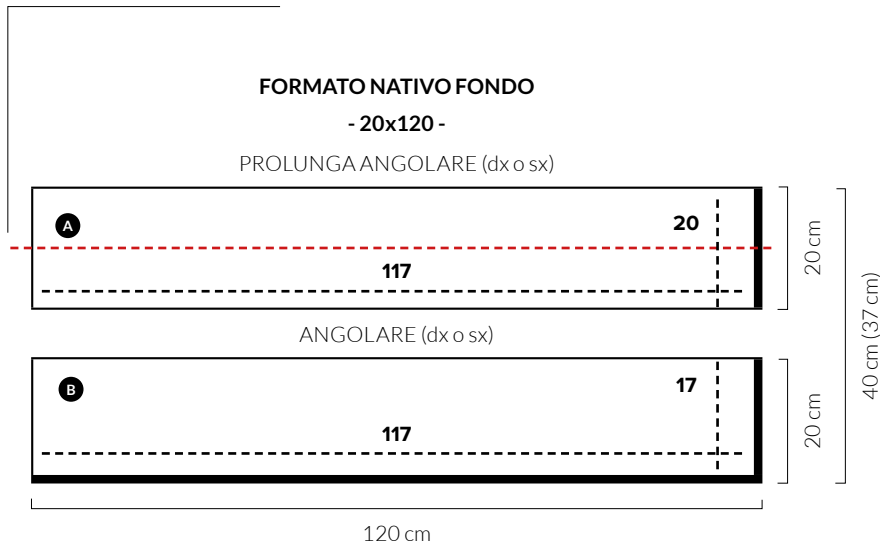 FORMATO NATIVO FONDO
- 20x120 -
PROLUNGA ANGOLARE (dx o sx)
A
20
117
20 cm
ANGOLARE (dx o sx)
B
17
117
20 cm
40 cm (37 cm)
120 cm